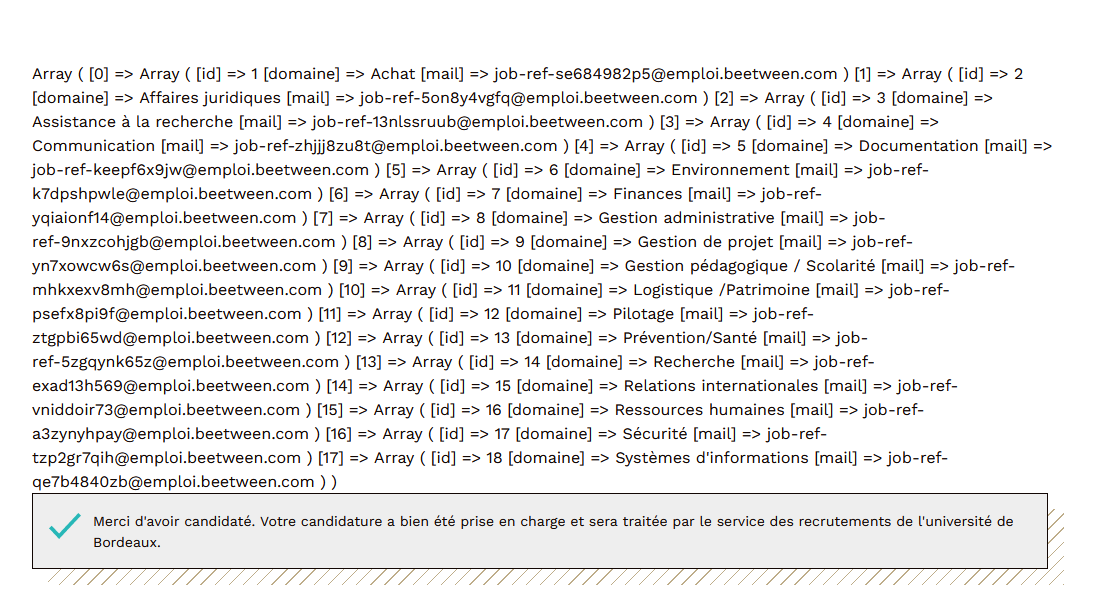 Array ( [0] => Array ( [id] => 1 [domaine] => Achat [mail] => job-ref-se684982p5@emploi.beetween.com ) [1] => Array ( [id] => 2
[domaine] => Affaires juridiques [mail] => job-ref-5on8y4vgfq@emploi.beetween.com ) [2] => Array ( [id] => 3 [domaine] =>
Assistance à la recherche [mail] => job-ref-13nlssruub@emploi.beetween.com ) [3] => Array ( [id] => 4 [domaine] =>
Communication [mail] => job-ref-zhjjj8zu8t@emploi.beetween.com ) [4] => Array ( [id] => 5 [domaine] => Documentation [mail] =>
job-ref-keepf6x9jw@emploi.beetween.com ) [5] => Array ( [id] => 6 [domaine] => Environnement [mail] => job-ref-
k7dpshpwle@emploi.beetween.com ) [6] => Array ( [id] => 7 [domaine] => Finances [mail] => job-ref-
yqiaionf14@emploi.beetween.com ) [7] => Array ( [id] => 8 [domaine] => Gestion administrative [mail] => job-
ref-9nxzcohjgb@emploi.beetween.com ) [8] => Array ( [id] => 9 [domaine] => Gestion de projet [mail] => job-ref-
yn7xowcw6s@emploi.beetween.com ) [9] => Array ( [id] => 10 [domaine] => Gestion pédagogique / Scolarité [mail] => job-ref-
mhkxexv8mh@emploi.beetween.com ) [10] => Array ( [id] => 11 [domaine] => Logistique /Patrimoine [mail] => job-ref-
psefx8pi9f@emploi.beetween.com ) [11] => Array ( [id] => 12 [domaine] => Pilotage [mail] => job-ref-
ztgpbi65wd@emploi.beetween.com ) [12] => Array ( [id] => 13 [domaine] => Prévention/Santé [mail] => job-
ref-5zgqynk65z@emploi.beetween.com ) [13] => Array ( [id] => 14 [domaine] => Recherche [mail] => job-ref-
exad13h569@emploi.beetween.com ) [14] => Array ( [id] => 15 [domaine] => Relations internationales [mail] => job-ref-
vniddoir73@emploi.beetween.com ) [15] => Array ( [id] => 16 [domaine] => Ressources humaines [mail] => job-ref-
a3zynyhpay@emploi.beetween.com ) [16] => Array ( [id] => 17 [domaine] => Sécurité [mail] => job-ref-
tzp2gr7qih@emploi.beetween.com ) [17] => Array ( [id] => 18 [domaine] => Systèmes d'informations [mail] => job-ref-
qe7b4840zb@emploi.beetween.com ) )
Merci d'avoir candidaté. Votre candidature a bien été prise en charge et sera traitée par le service des recrutements de l'université de
Bordeaux.